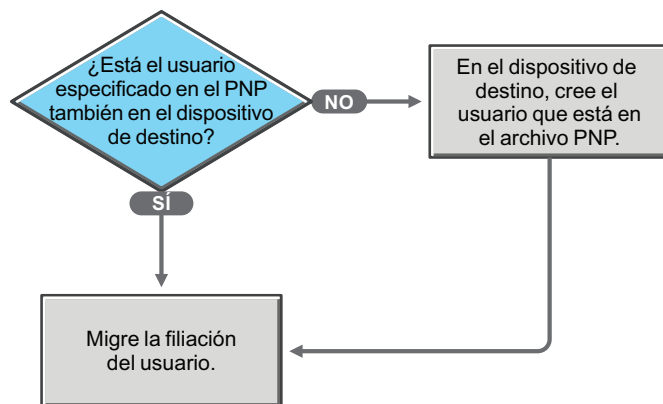 ¿Está el usuario
especificado en el PNP
también en el dispositivo
de destino?
NO
En el dispositivo de
destino, cree el
usuario que está en
el archivo PNP.
SÍ
Migre la filiación
del usuario.